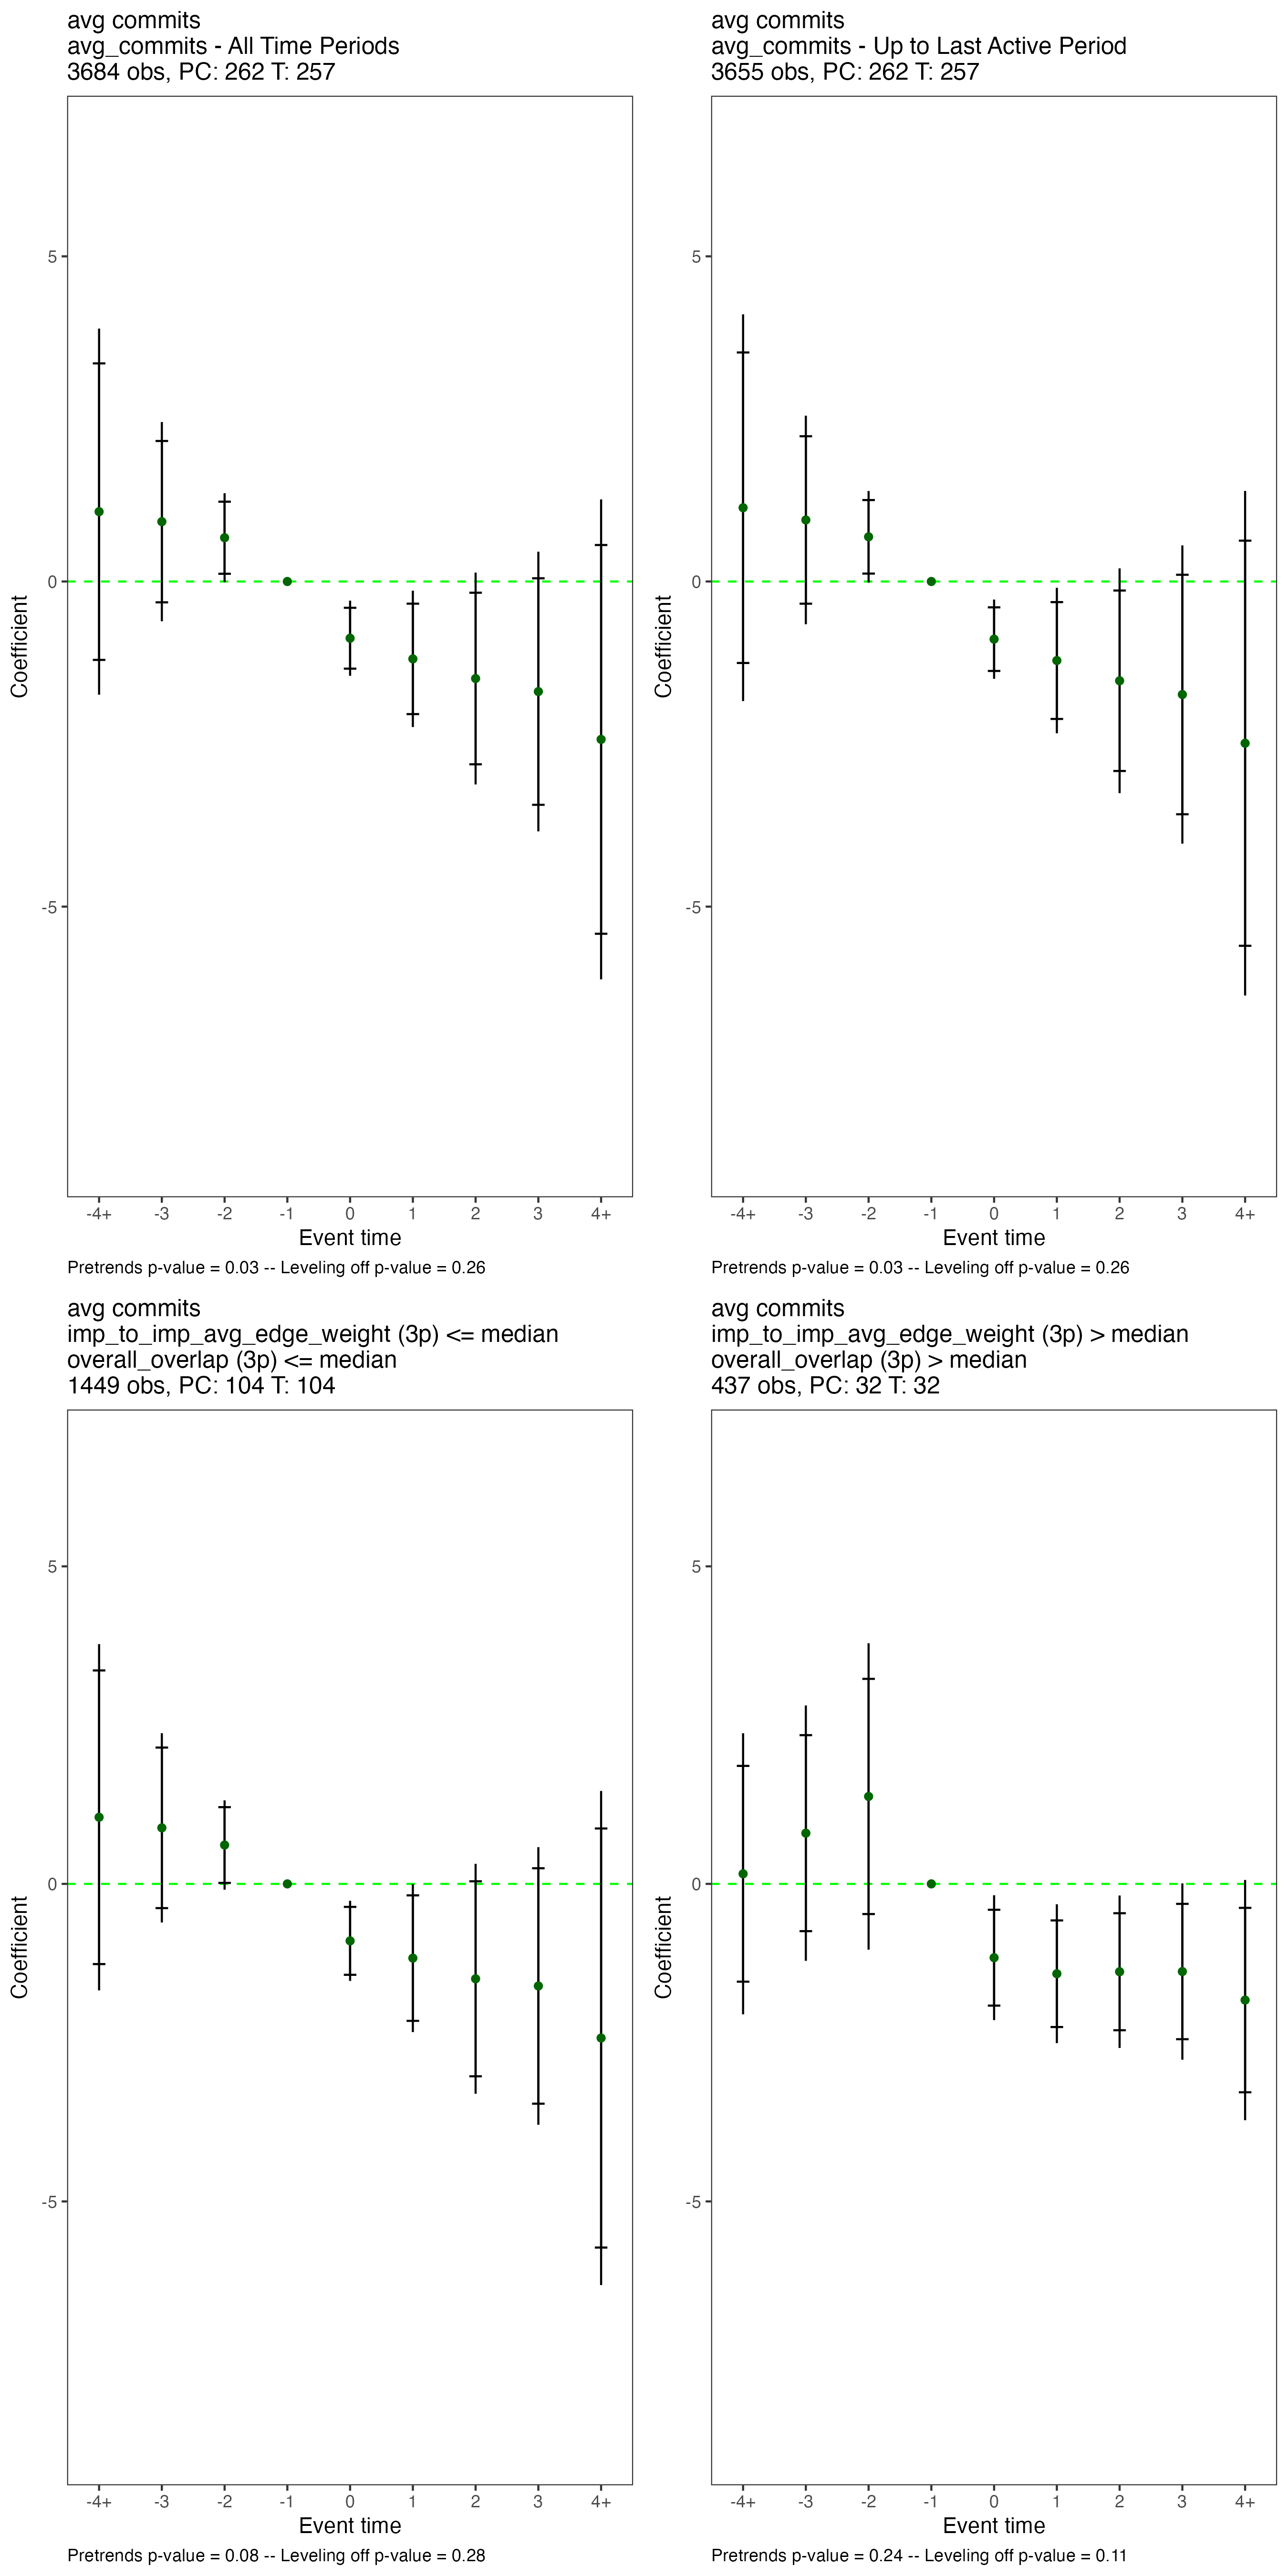 avg commits
avg_commits - All Time Periods
3684 obs, PC: 262 T: 257
5
0
-5
Coefficient
-4+ -3 -2 -1 0 1 2 3 4+
Event time
Pretrends p-value = 0.03 -- Leveling off p-value = 0.26
avg commits
avg_commits - Up to Last Active Period
3655 obs, PC: 262 T: 257
5
0
-5
Coefficient
-4+ -3 -2 -1 0 1 2 3 4+
Event time
Pretrends p-value = 0.03 -- Leveling off p-value = 0.26
avg commits
imp_to_imp_avg_edge_weight (3p) <= median
overall_overlap (3p) <= median
1449 obs, PC: 104 T: 104
5
0
-5
Coefficient
-4+ -3 -2 -1 0 1 2 3 4+
Event time
Pretrends p-value = 0.08 -- Leveling off p-value = 0.28
avg commits
imp_to_imp_avg_edge_weight (3p) > median
overall_overlap (3p) > median
437 obs, PC: 32 T: 32
5
0
-5
Coefficient
-4+ -3 -2 -1 0 1 2 3 4+
Event time
Pretrends p-value = 0.24 -- Leveling off p-value = 0.11